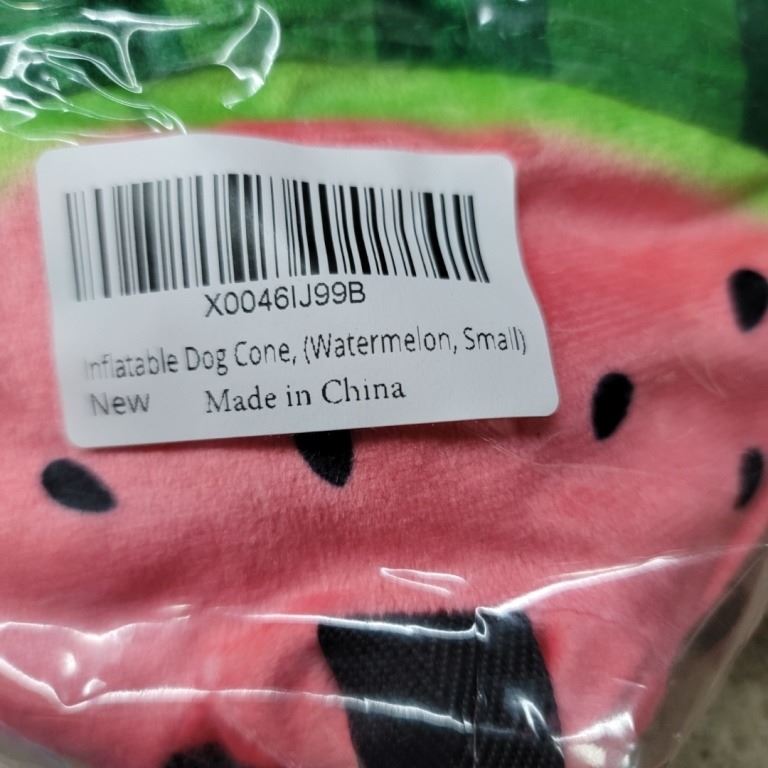 X0046IJ99B
Inflatable Dog Cone, (Watermelon, Small)
New Made in China